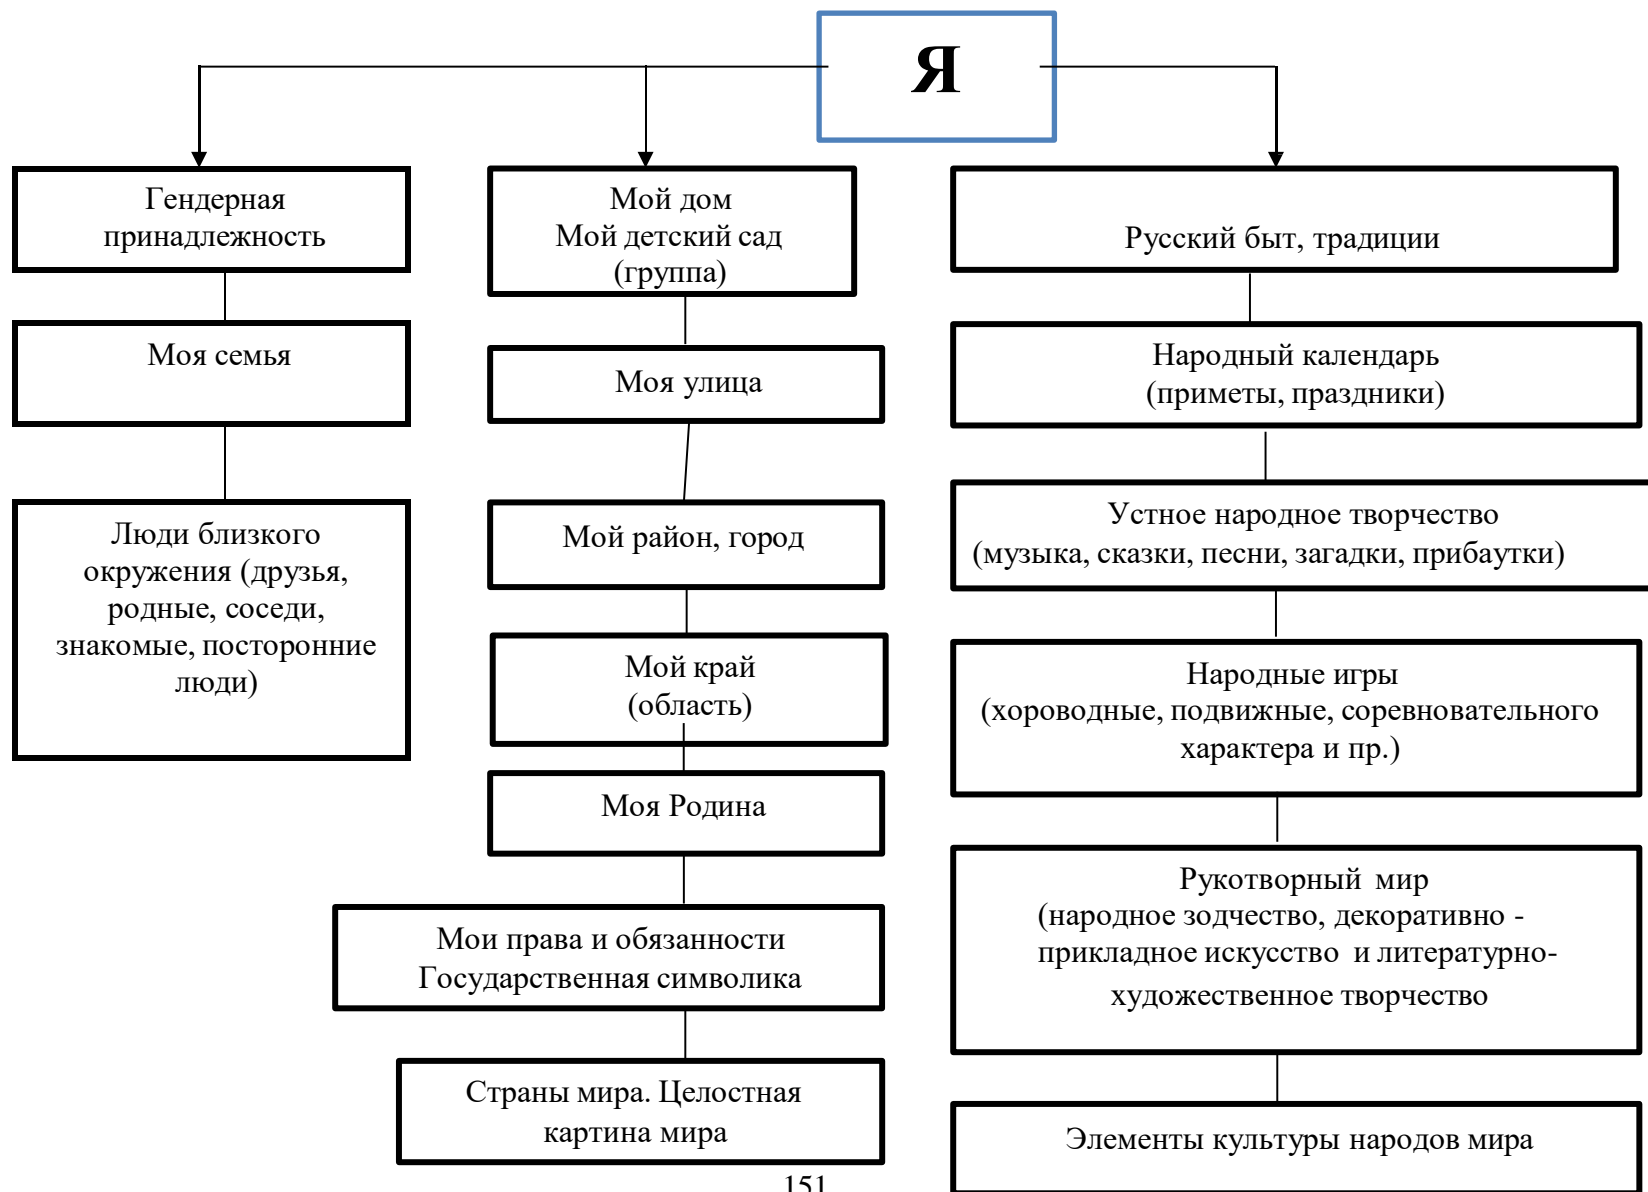 Я
Гендерная
принадлежность
Моя семья
Люди близкого
окружения (друзья,
родные, соседи,
знакомые, посторонние
люди)
Мой дом
Мой детский сад
(группа)
Моя улица
Мой район, город
Мой край
(область)
Моя Родина
Мои права и обязанности
Государственная символика
Страны мира. Целостная
картина мира
Русский быт, традиции
Народный календарь
(приметы, праздники)
Устное народное творчество
(музыка, сказки, песни, загадки, прибаутки)
Народные игры
(хороводные, подвижные, соревновательного
характера и пр.)
Рукотворный мир
(народное зодчество, декоративно -
прикладное искусство и литературно-
художественное творчество
Элементы культуры народов мира
151